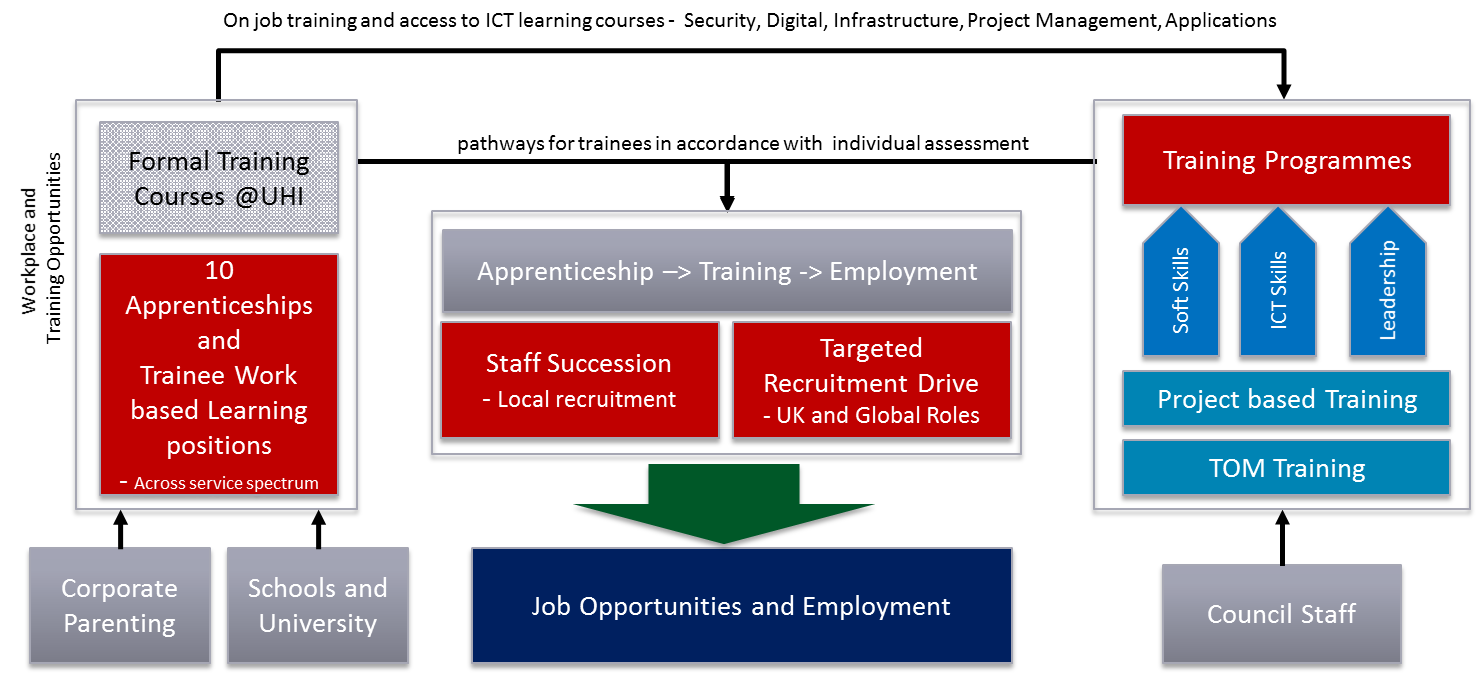 On job training and access to ICT learning courses - Security, Digital, Infrastructure, Project Management, Applications
Workplace and
Training Opportunities
Formal Training
Courses @UHI
10
Apprenticeships
and
Trainee Work
based Learning
positions
- Across service spectrum
pathways for trainees in accordance with individual assessment
Apprenticeship –> Training -> Employment
Staff Succession
- Local recruitment
Targeted
Recruitment Drive
- UK and Global Roles
Training Programmes
Soft Skills
ICT Skills
Leadership
Project based Training
TOM Training
Corporate
Parenting
Schools and
University
Job Opportunities and Employment
Council Staff